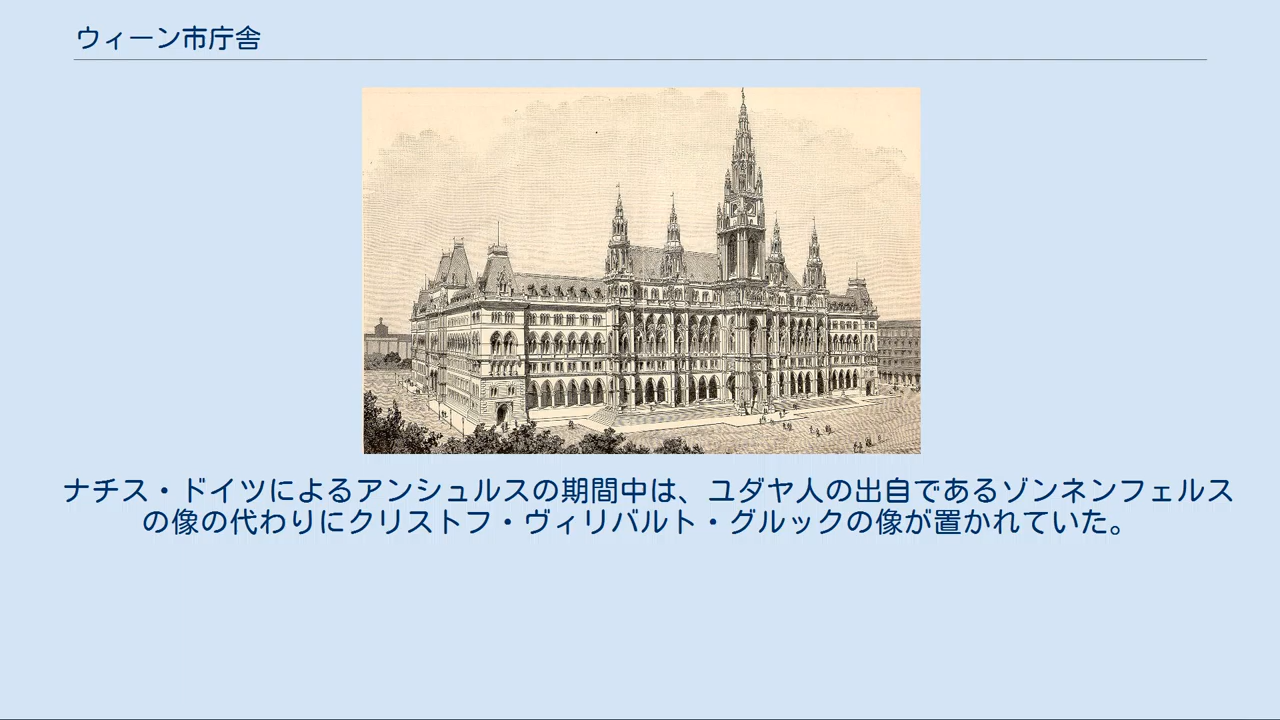 ウィーン市庁舎
ナチス・ドイツによるアンシュルスの期間中は、ユダヤ人の出自であるゾンネンフェルス
の像の代わりにクリストフ・ヴィリバルト・グルックの像が置かれていた。